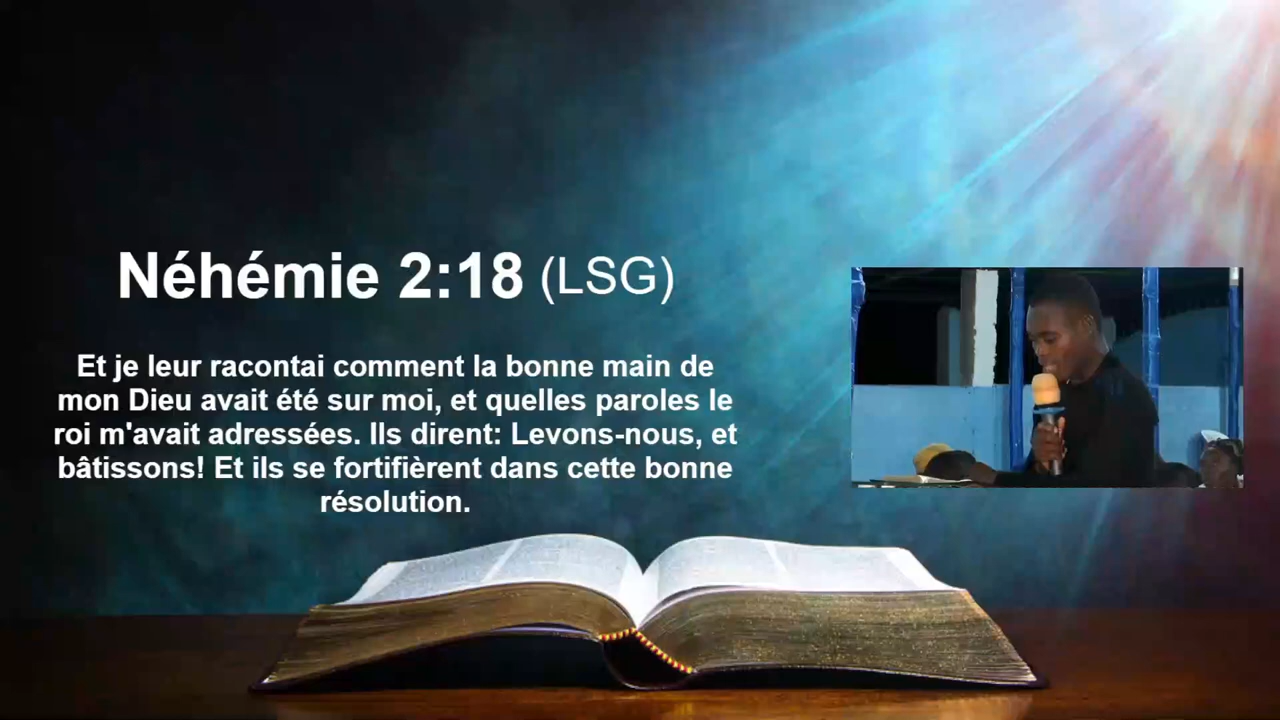 Néhémie 2:18 (LSG)
Et je leur racontai comment la bonne main de
mon Dieu avait été sur moi, et quelles paroles le
roi m'avait adressées. Ils dirent: Levons-nous, et
bâtissons! Et ils se fortifièrent dans cette bonne
résolution.